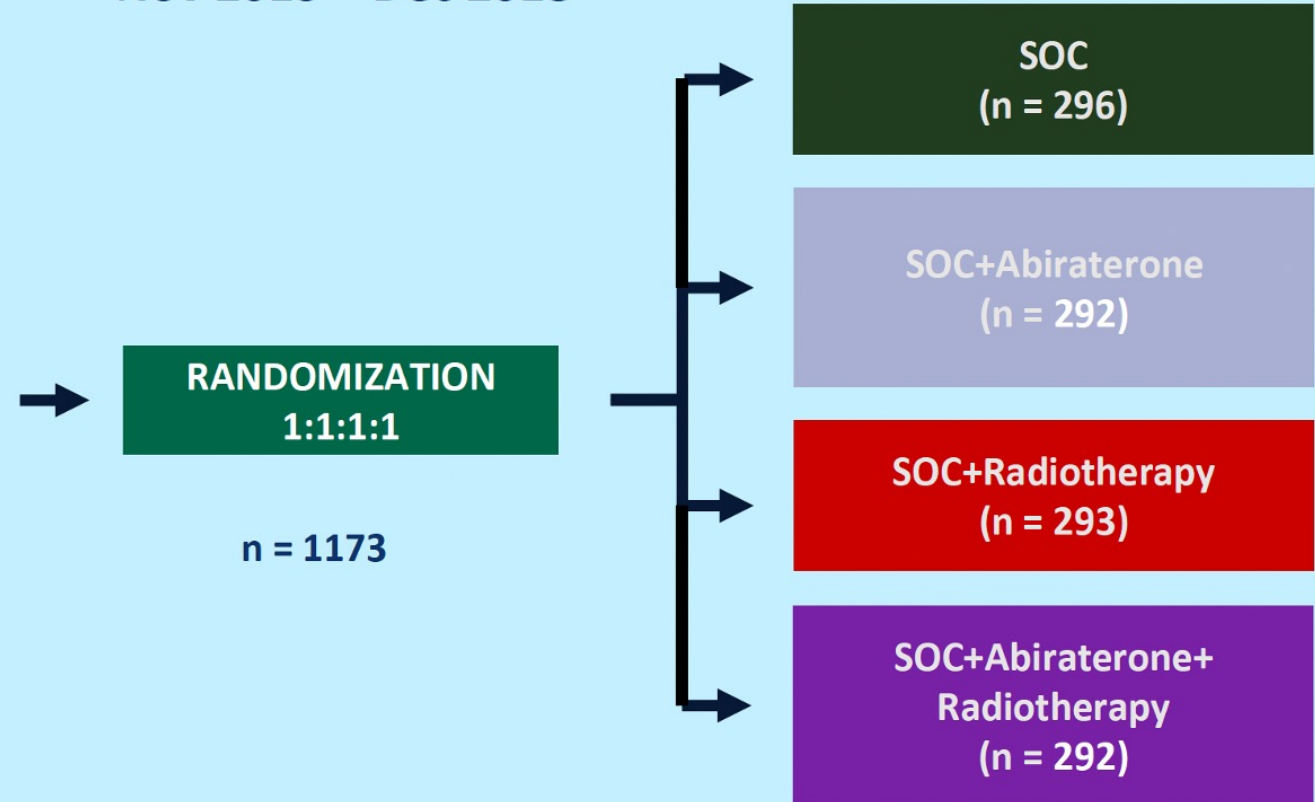 SOC
(n = 296)
SOC+Abiraterone
(n = 292)
RANDOMIZATION
1:1:1:1
n = 1173
SOC+Radiotherapy
(n = 293)
SOC+Abiraterone+
Radiotherapy
(n = 292)